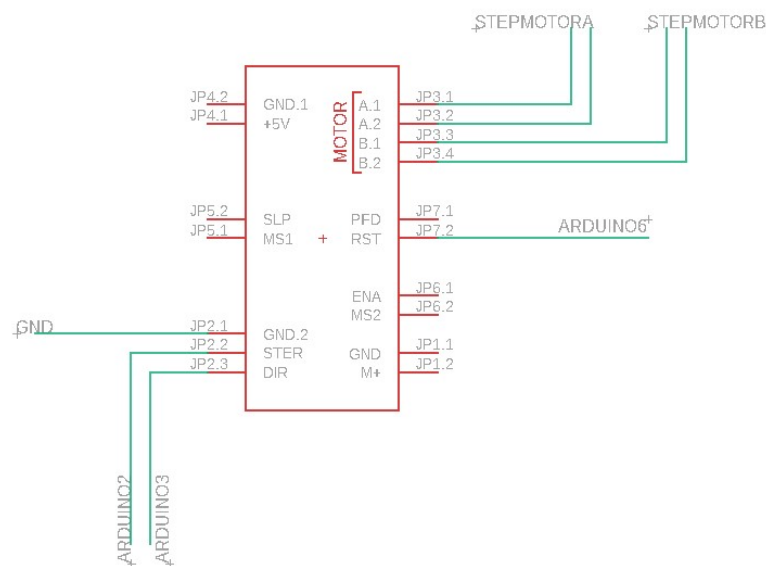 STEPMOTORA
STEPMOTORB
JP4.2
GND.1
JP4.1
+5V
MOTOR
A.1
JP3.1
A.2
JP3.2
B.1
JP3.3
B.2
JP3.4
JP5.2
SLP
JP5.1
MS1
PFD
JP7.1
RST
JP7.2
ARDUINO6
ENA
JP6.1
MS2
JP6.2
GND
JP2.1
GND.2
JP2.2
STER
JP2.3
DIR
GND
JP1.1
M+
JP1.2
ARDUINO2
ARDUINO3